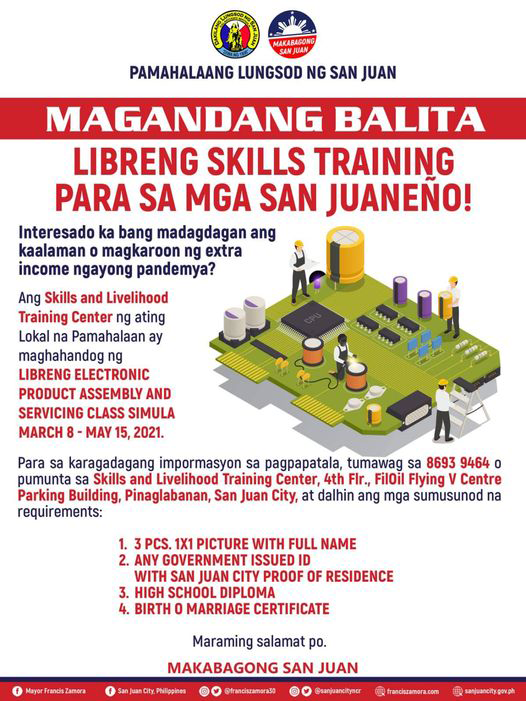 MAKABAGONG
SAN JUAN
PAMAHALAANG LUNGSOD NG SAN JUAN
MAGANDANG BALITA
LIBRENG SKILLS TRAINING
PARA SA MGA SAN JUANEÑO!
Interesado ka bang madagdagan ang
kaalaman o magkaroon ng extra
income ngayong pandemya?
Ang Skills and Livelihood
Training Center ng ating
Lokal na Pamahalaan ay
maghahandog ng
LIBRENG ELECTRONIC
PRODUCT ASSEMBLY AND
SERVICING CLASS SIMULA
MARCH 8 - MAY 15, 2021.
CPU
Para sa karagadagang impormasyon sa pagpapatala, tumawag sa 8693 9464 o
pumunta sa Skills and Livelihood Training Center, 4th Flr., FilOil Flying V Centre
Parking Building, Pinaglabanan, San Juan City, at dalhin ang mga sumusunod na
requirements:
1. 3 PCS. 1X1 PICTURE WITH FULL NAME
2. ANY GOVERNMENT ISSUED ID
WITH SAN JUAN CITY PROOF OF RESIDENCE
3. HIGH SCHOOL DIPLOMA
4. BIRTH O MARRIAGE CERTIFICATE
Maraming salamat po.
MAKABAGONG SAN JUAN
Mayor Francis Zamora San Juan City, Philippines @franciszamora30 @sanjuancityncr franciszamora.com sanjuancity.gov.ph